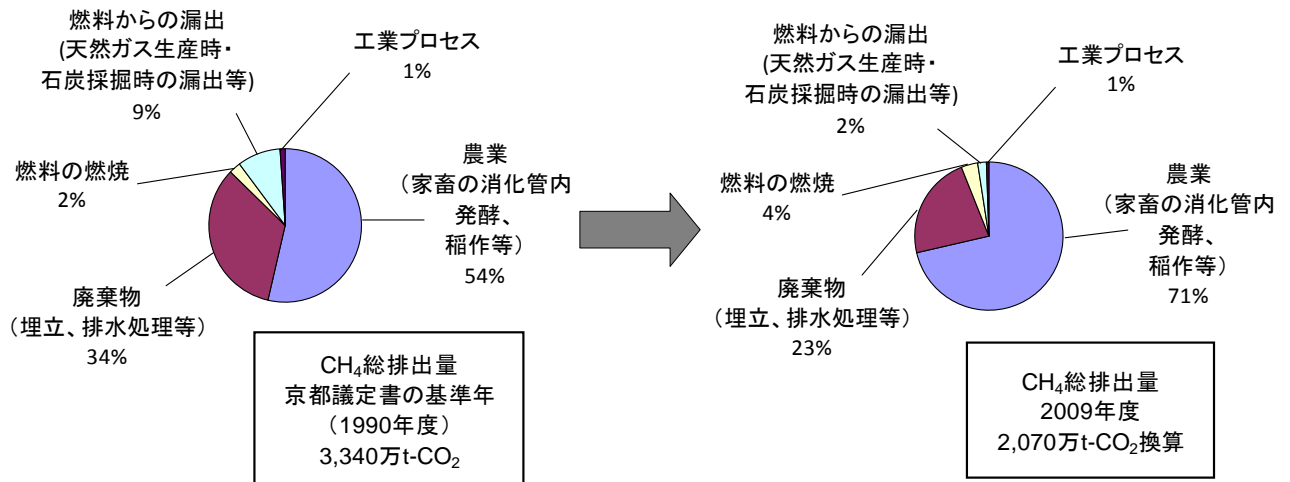 燃料からの漏出
(天然ガス生産時・
石炭採掘時の漏出等)
9%
工業プロセス
1%
燃料の燃焼
2%
農業
（家畜の消化管内
発酵、
稲作等）
54%
廃棄物
（埋立、排水処理等）
34%
CH₄総排出量
京都議定書の基準年
（1990年度）
3,340万t-CO₂
燃料からの漏出
(天然ガス生産時・
石炭採掘時の漏出等)
2%
工業プロセス
1%
燃料の燃焼
4%
農業
（家畜の消化管内
発酵、
稲作等）
71%
廃棄物
（埋立、排水処理等）
23%
CH₄総排出量
2009年度
2,070万t-CO₂換算